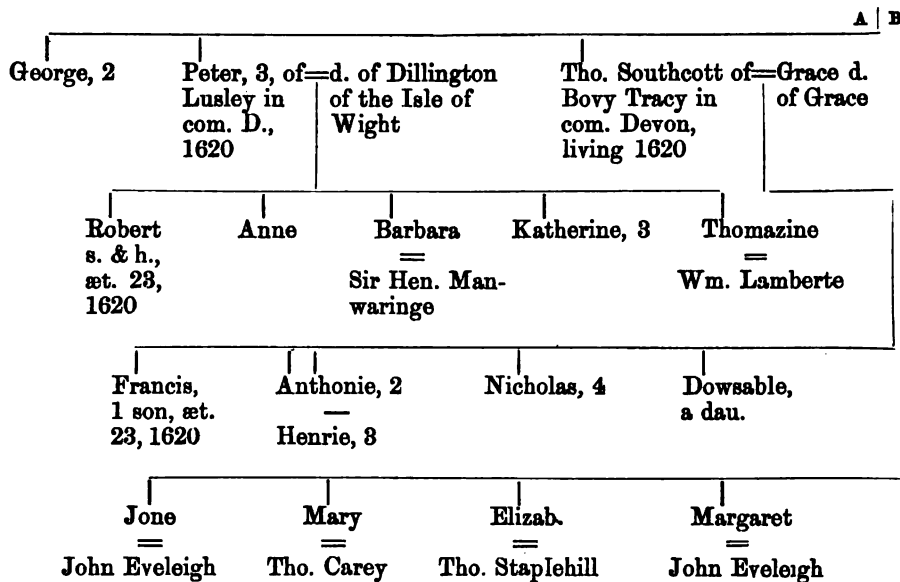 A | B
George, 2
Peter, 3, of=d. of Dillington
Lusley in of the Isle of
com. D., Wight
1620
Tho. Southcott of=Grace d.
Bovy Tracy in of Grace
com. Devon,
living 1620
Robert
s. & h.,
æt. 23,
1620
Anne
Barbara
=
Sir Hen. Man-
waringe
Katherine, 3
Thomazine
=
Wm. Lamberte
Francis,
1 son, æt.
23, 1620
Anthonie, 2
—
Henrie, 3
Nicholas, 4
Dowsable,
a dau.
Jone
=
John Eveleigh
Mary
=
Tho. Carey
Elizab.
=
Tho. Staplehill
Margaret
=
John Eveleigh